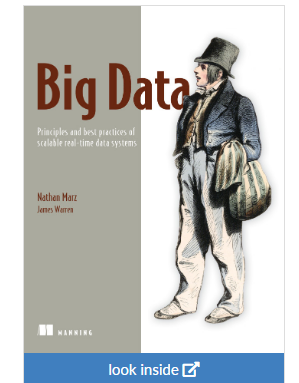 Big Data
Principles and best practices of
scalable real-time data systems
Nathan Marz
James Warren
MANNING
look inside